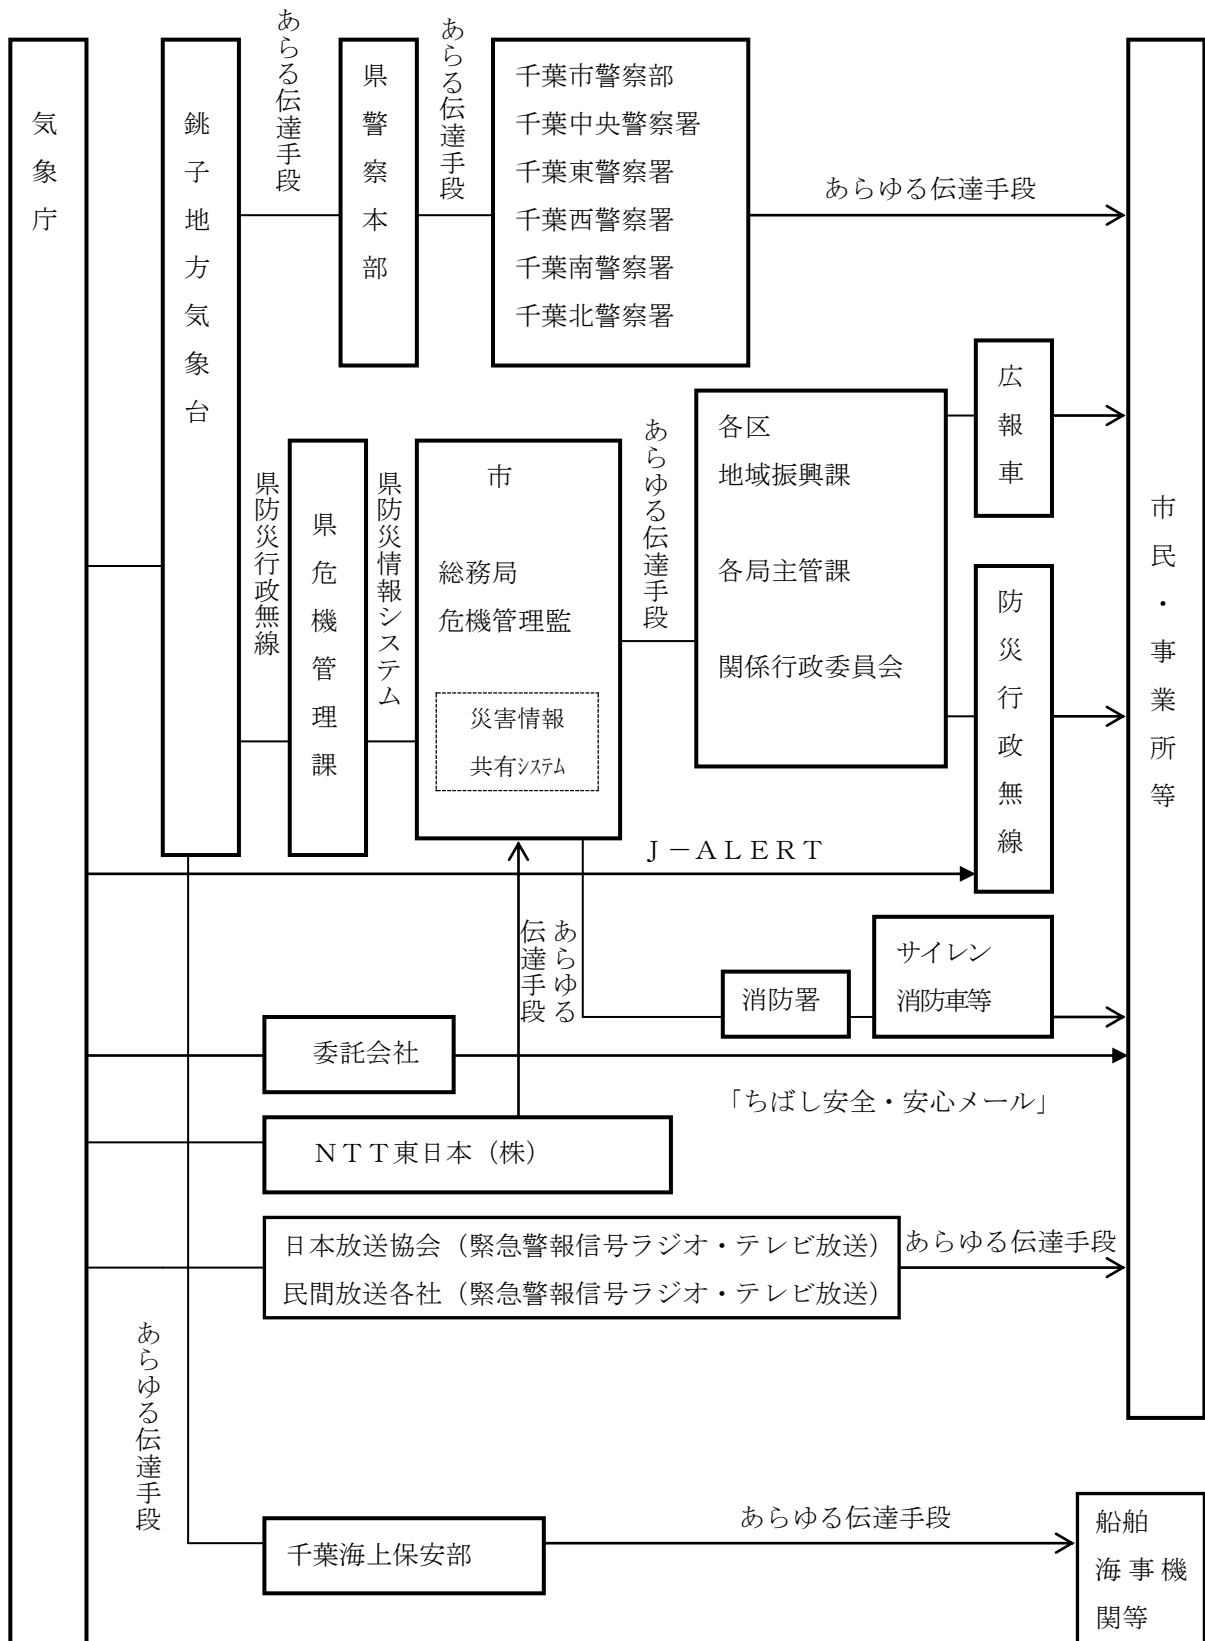 気象庁
銚子地方気象台
あらる伝達手段
県警察本部
あらる伝達手段
千葉市警察部
千葉中央警察署
千葉東警察署
千葉西警察署
千葉南警察署
千葉北警察署
あらゆる伝達手段
市民・事業所等
県防災行政無線
県危機管理課
県防災情報システム
市
総務局
危機管理監
災害情報
共有システム
あらゆる伝達手段
各区
地域振興課
各局主管課
関係行政委員会
広報車
防災行政無線
J－ALERT
あらゆる
伝達手段
消防署
サイレン
消防車等
委託会社
「ちばし安全・安心メール」
NTT東日本（株）
日本放送協会（緊急警報信号ラジオ・テレビ放送）
民間放送各社（緊急警報信号ラジオ・テレビ放送）
あらゆる伝達手段
あらゆる伝達手段
千葉海上保安部
あらゆる伝達手段
船舶
海事機
関等